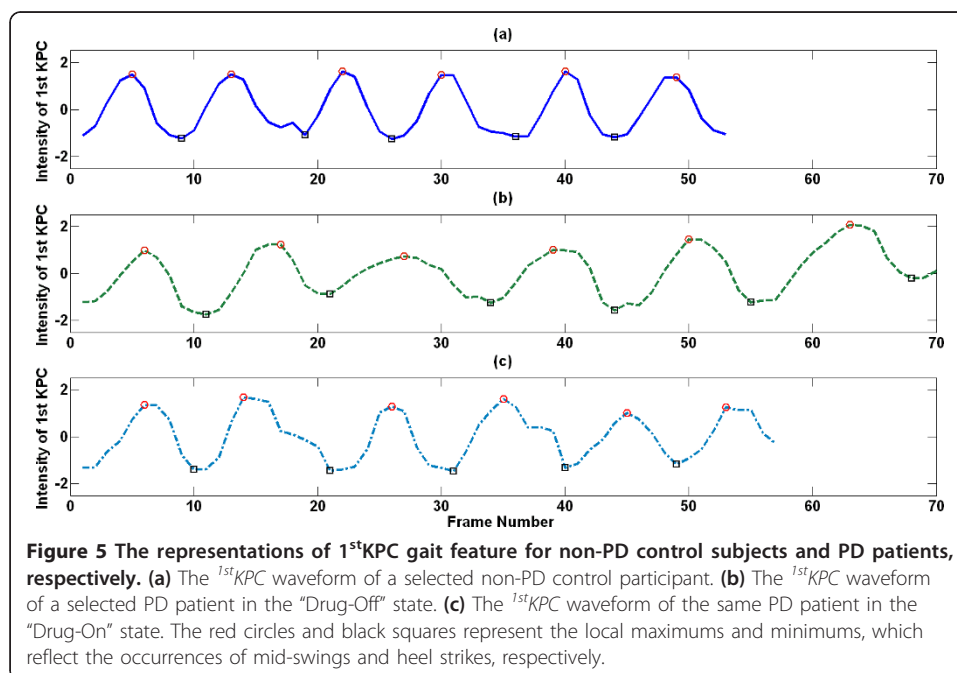 (a)
Intensity of 1st KPC
2
0
-2
0 10 20 30 40 50 60 70
(b)
Intensity of 1st KPC
2
0
-2
0 10 20 30 40 50 60 70
(c)
Intensity of 1st KPC
2
0
-2
0 10 20 30 40 50 60 70
Frame Number
Figure 5 The representations of 1stKPC gait feature for non-PD control subjects and PD patients,
respectively. (a) The 1stKPC waveform of a selected non-PD control participant. (b) The 1stKPC waveform
of a selected PD patient in the “Drug-Off” state. (c) The 1stKPC waveform of the same PD patient in the
“Drug-On” state. The red circles and black squares represent the local maximums and minimums, which
reflect the occurrences of mid-swings and heel strikes, respectively.